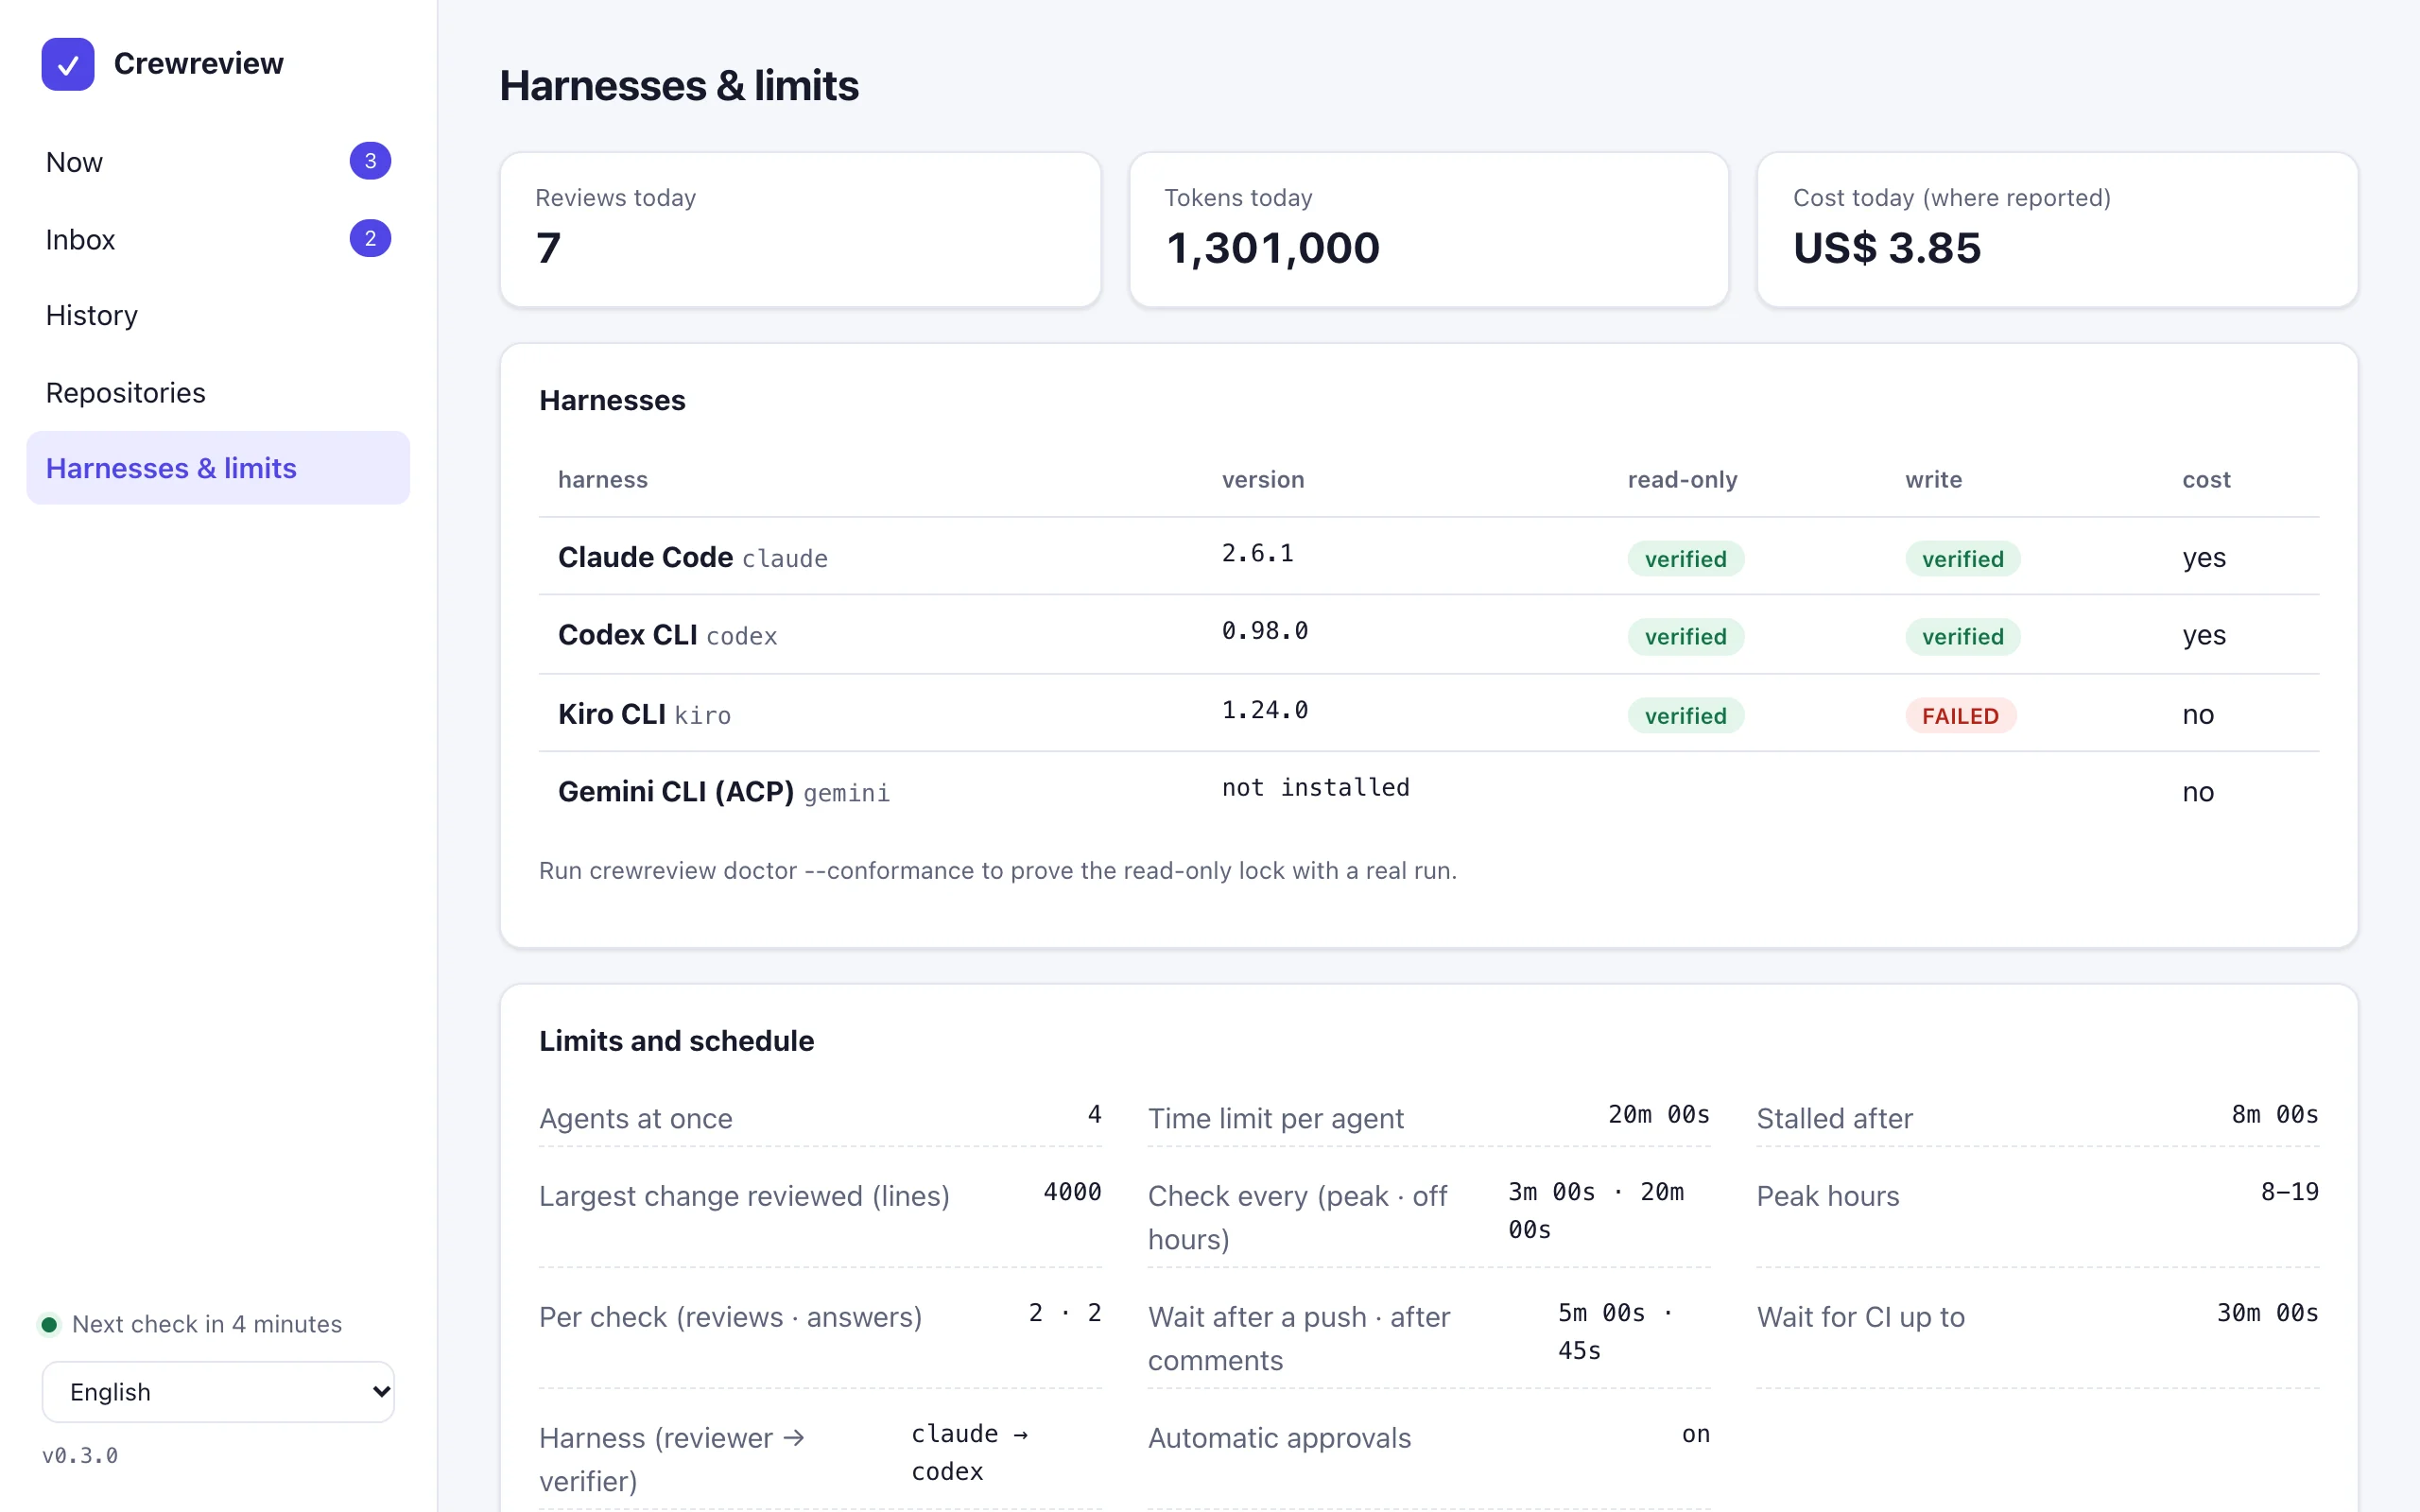 Crewreview
Now 3
Inbox 2
History
Repositories
Harnesses & limits
Next check in 4 minutes
English
v0.3.0
Harnesses & limits
Reviews today
7
Tokens today
1,301,000
Cost today (where reported)
US$ 3.85
Harnesses
harness version read-only write cost
Claude Code claude 2.6.1 verified verified yes
Codex CLI codex 0.98.0 verified verified yes
Kiro CLI kiro 1.24.0 verified FAILED no
Gemini CLI (ACP) gemini not installed no
Run crewreview doctor --conformance to prove the read-only lock with a real run.
Limits and schedule
Agents at once 4
Time limit per agent 20m 00s
Stalled after 8m 00s
Largest change reviewed (lines) 4000
Check every (peak · off
hours)
3m 00s · 20m
00s
Peak hours 8–19
Per check (reviews · answers) 2 · 2
Wait after a push · after
comments
5m 00s ·
45s
Wait for CI up to 30m 00s
Harness (reviewer →
verifier)
claude →
codex
Automatic approvals on